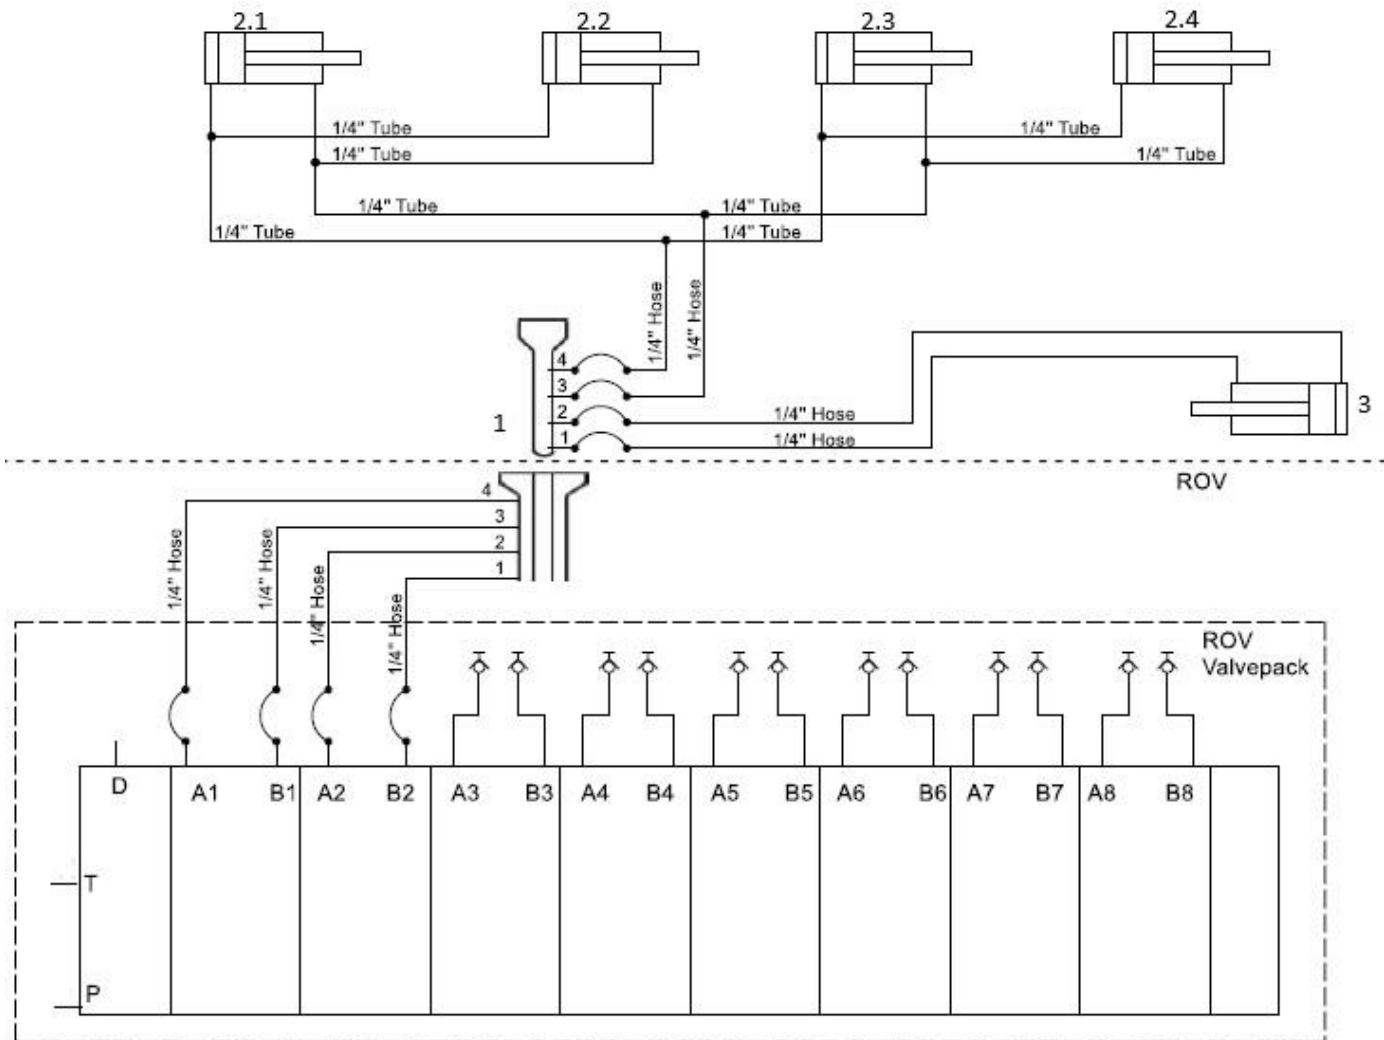 2.1
2.2
2.3
2.4
1/4" Tube
1/4" Tube
1/4" Tube
1/4" Tube
1/4" Tube
1/4" Tube
1/4" Tube
1/4" Tube
1/4" Hose
1/4" Hose
4
3
2
1
1
1/4" Hose
1/4" Hose
3
ROV
4
3
2
1
1/4" Hose
1/4" Hose
1/4" Hose
1/4" Hose
ROV
Valvepack
D
A1
B1
A2
B2
A3
B3
A4
B4
A5
B5
A6
B6
A7
B7
A8
B8
T
P